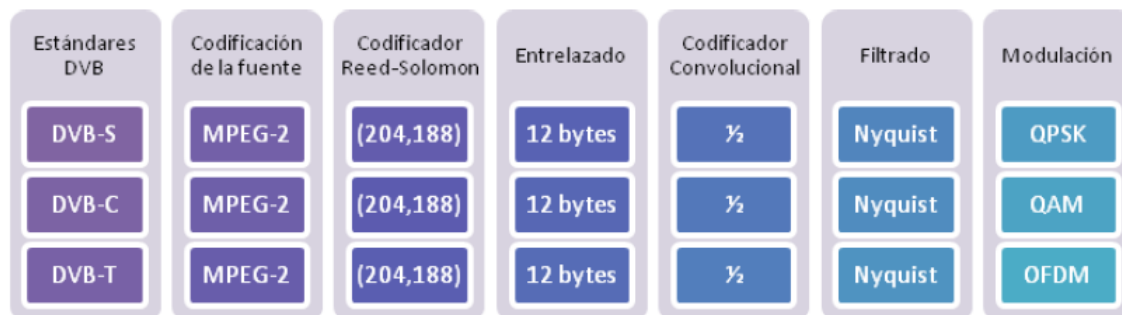 Estándares
DVB
Codificación
de la fuente
Codificador
Reed-Solomon
Entrelazado
Codificador
Convolucional
Filtrado
Modulación
DVB-S
MPEG-2
(204,188)
12 bytes
½
Nyquist
QPSK
DVB-C
MPEG-2
(204,188)
12 bytes
½
Nyquist
QAM
DVB-T
MPEG-2
(204,188)
12 bytes
½
Nyquist
OFDM